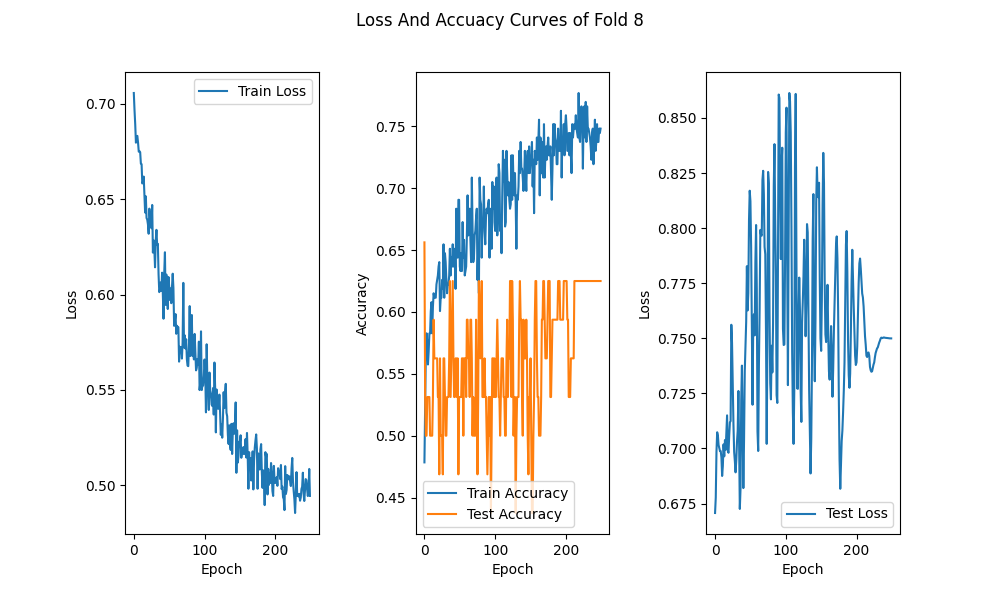 Loss And Accuacy Curves of Fold 8
Loss
0.70
0.65
0.60
0.55
0.50
Train Loss
0
100
200
Epoch
Accuracy
0.75
0.70
0.65
0.60
0.55
0.50
0.45
Train Accuracy
Test Accuracy
0
100
200
Epoch
Loss
0.850
0.825
0.800
0.775
0.750
0.725
0.700
0.675
Test Loss
0
100
200
Epoch